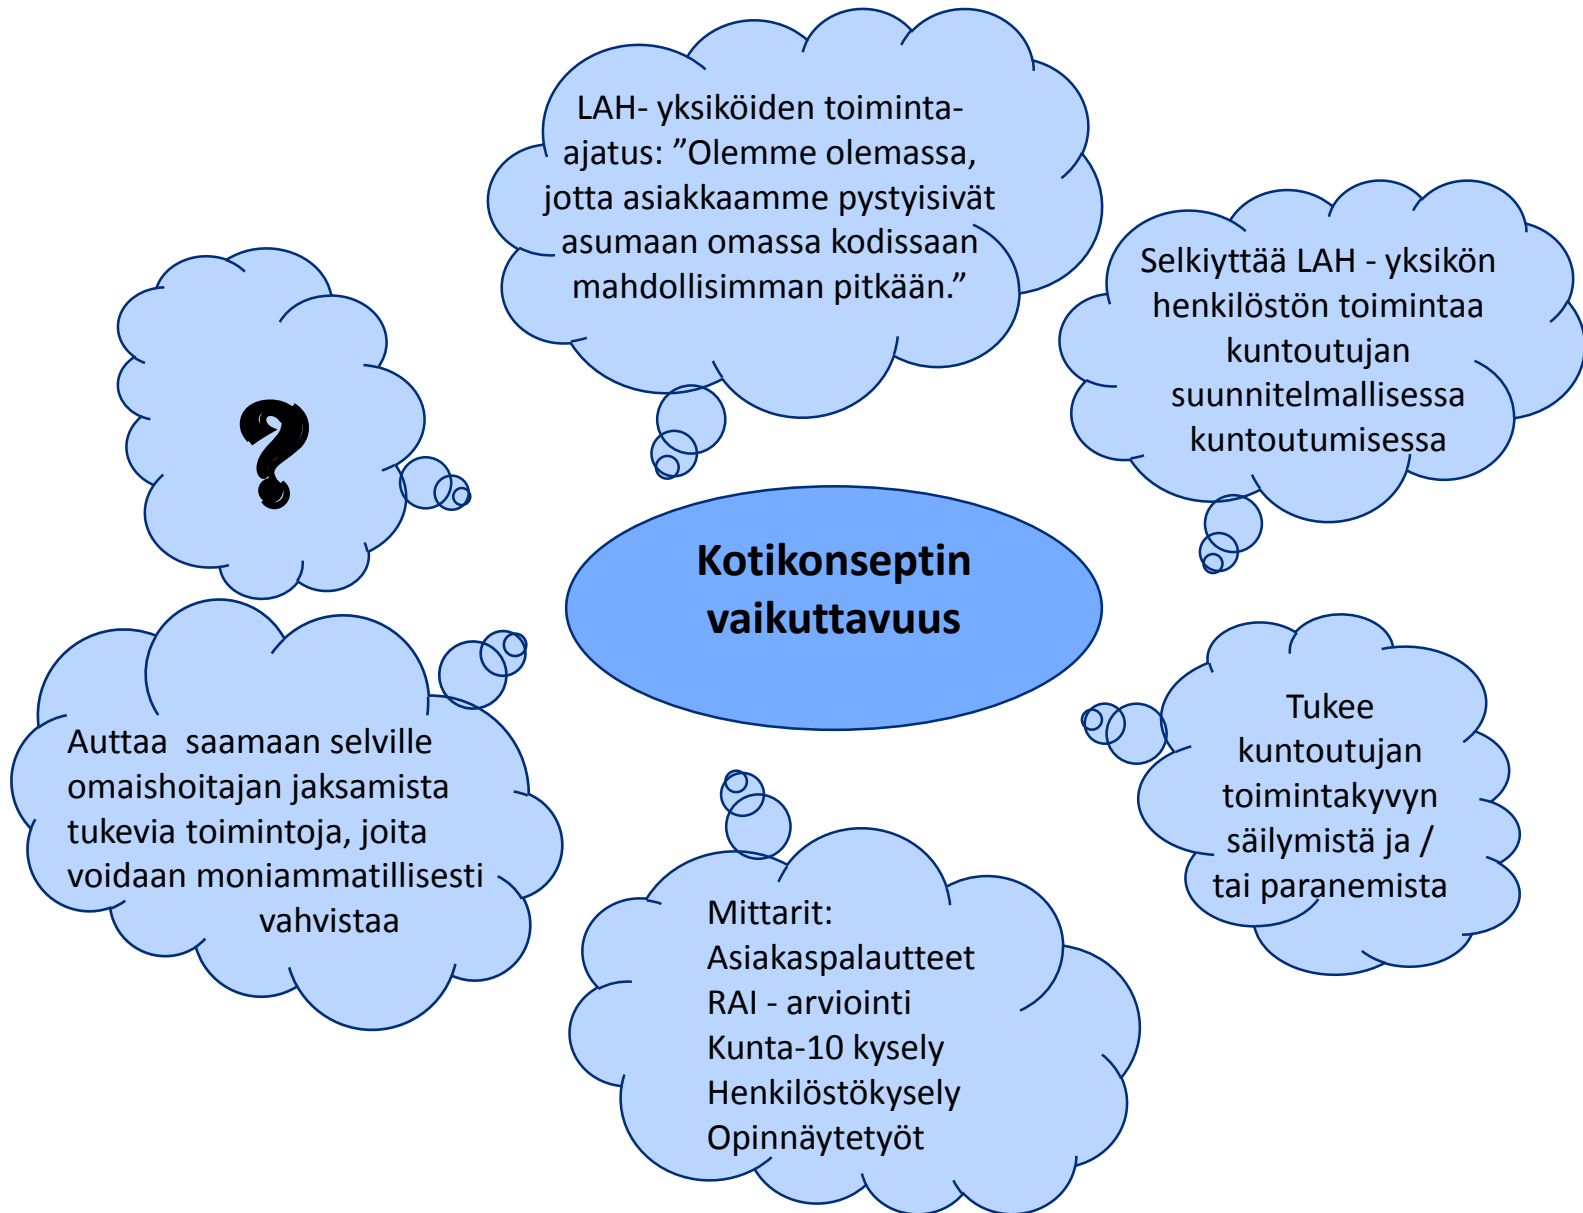 LAH- yksiköiden toiminta-
ajatus: ”Olemme olemassa,
jotta asiakkaamme pystyisivät
asumaan omassa kodissaan
mahdollisimman pitkään.”
Selkiyttää LAH - yksikön
henkilöstön toimintaa
kuntoutujan
suunnitelmallisessa
kuntoutumisessa
?
Kotikonseptin
vaikuttavuus
Auttaa  saamaan selville
omaishoitajan jaksamista
tukevia toimintoja, joita
voidaan moniammatillisesti
vahvistaa
Tukee
kuntoutujan
toimintakyvyn
säilymistä ja /
tai paranemista
Mittarit:
Asiakaspalautteet
RAI - arviointi
Kunta-10 kysely
Henkilöstökysely
Opinnäytetyöt